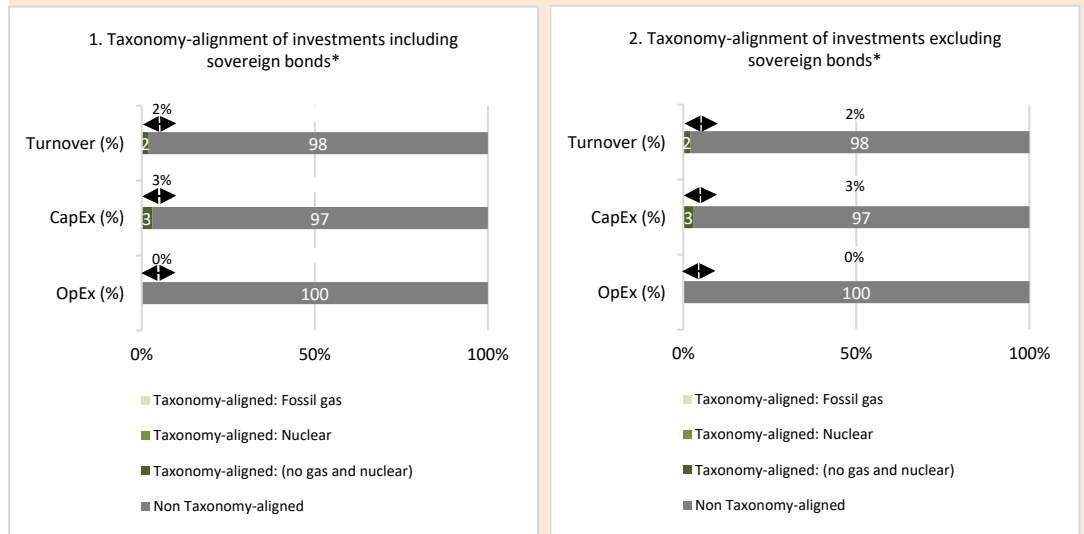 1. Taxonomy-alignment of investments including
sovereign bonds*
2%
Turnover (%)
2
98
3%
CapEx (%)
3
97
0%
OpEx (%)
100
0%
50%
100%
Taxonomy-aligned: Fossil gas
Taxonomy-aligned: Nuclear
Taxonomy-aligned: (no gas and nuclear)
Non Taxonomy-aligned
2. Taxonomy-alignment of investments excluding
sovereign bonds*
2%
Turnover (%)
2
98
3%
CapEx (%)
3
97
0%
OpEx (%)
100
0%
50%
100%
Taxonomy-aligned: Fossil gas
Taxonomy-aligned: Nuclear
Taxonomy-aligned: (no gas and nuclear)
Non Taxonomy-aligned